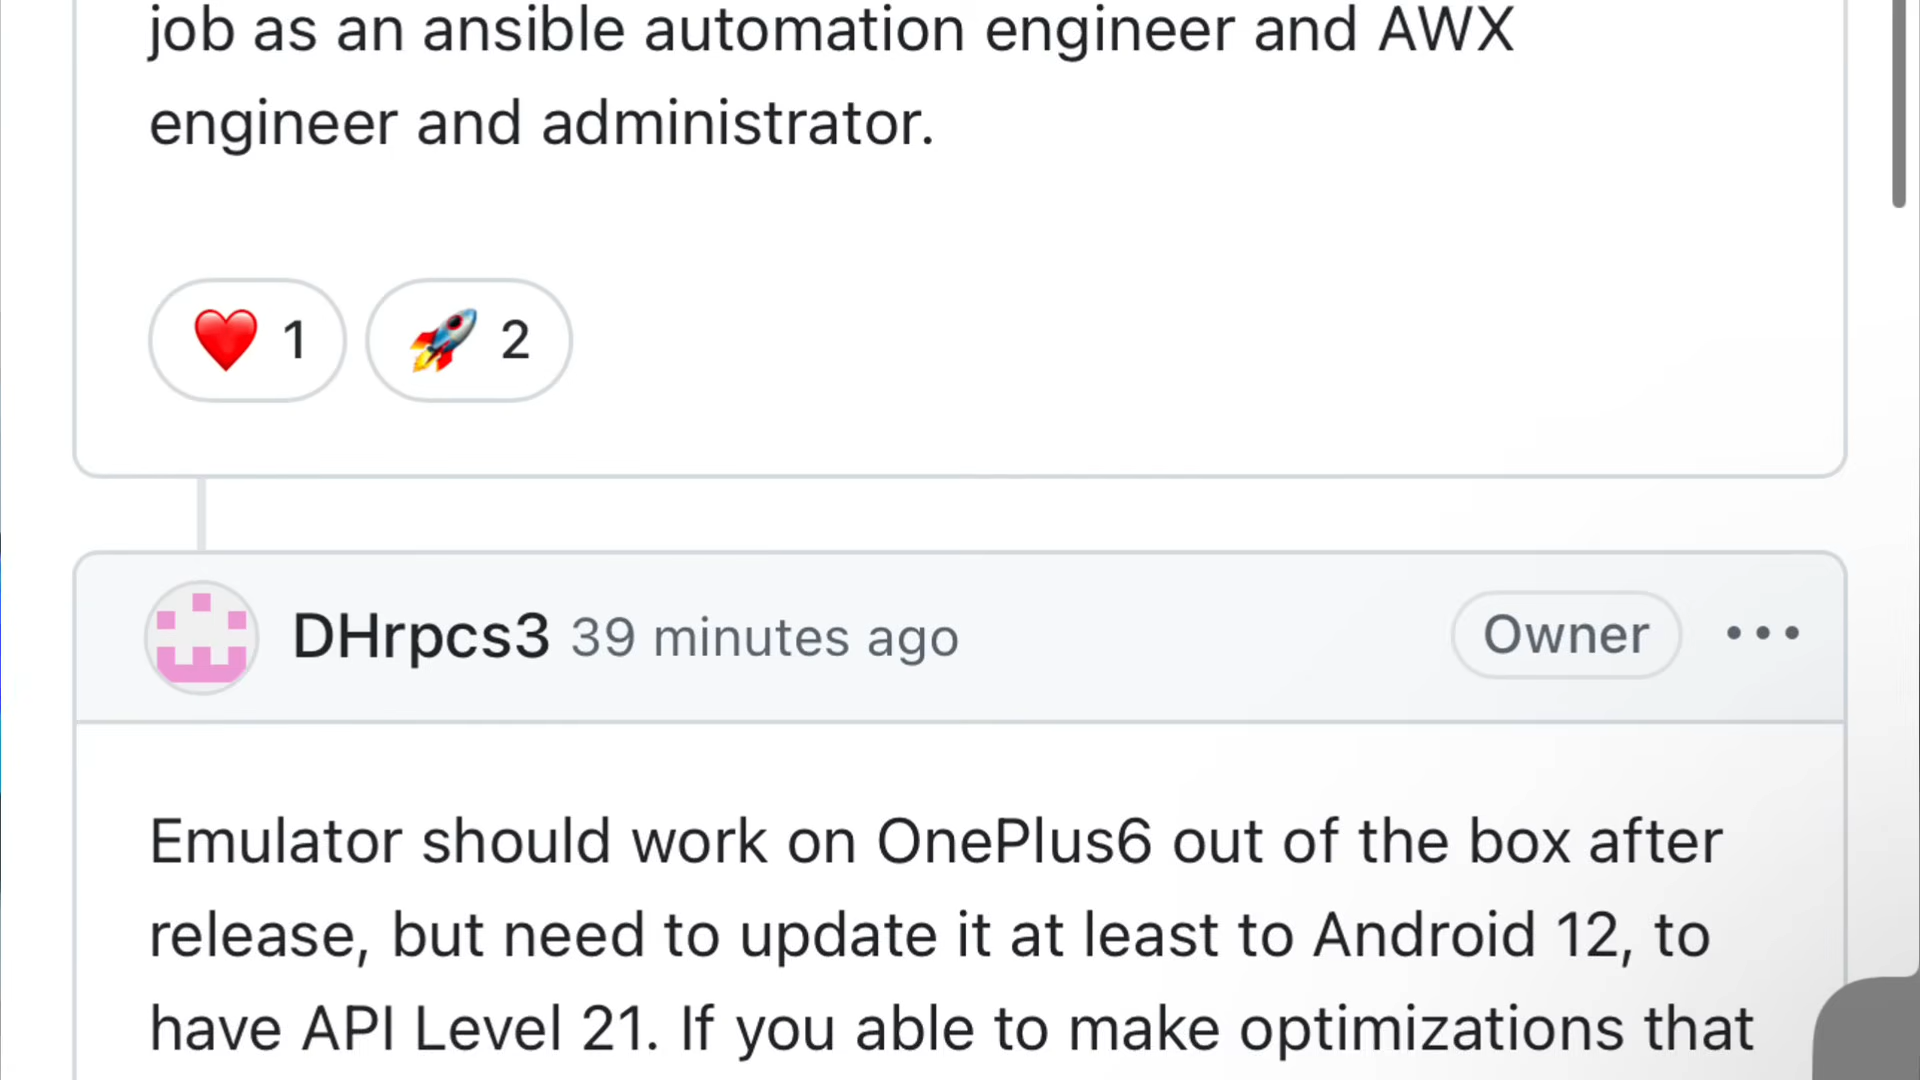 job as an ansible automation engineer and AWX
engineer and administrator.
❤️ 1 🚀 2
DHrpcs3 39 minutes ago Owner ...
Emulator should work on OnePlus6 out of the box after
release, but need to update it at least to Android 12, to
have API Level 21. If you able to make optimizations that